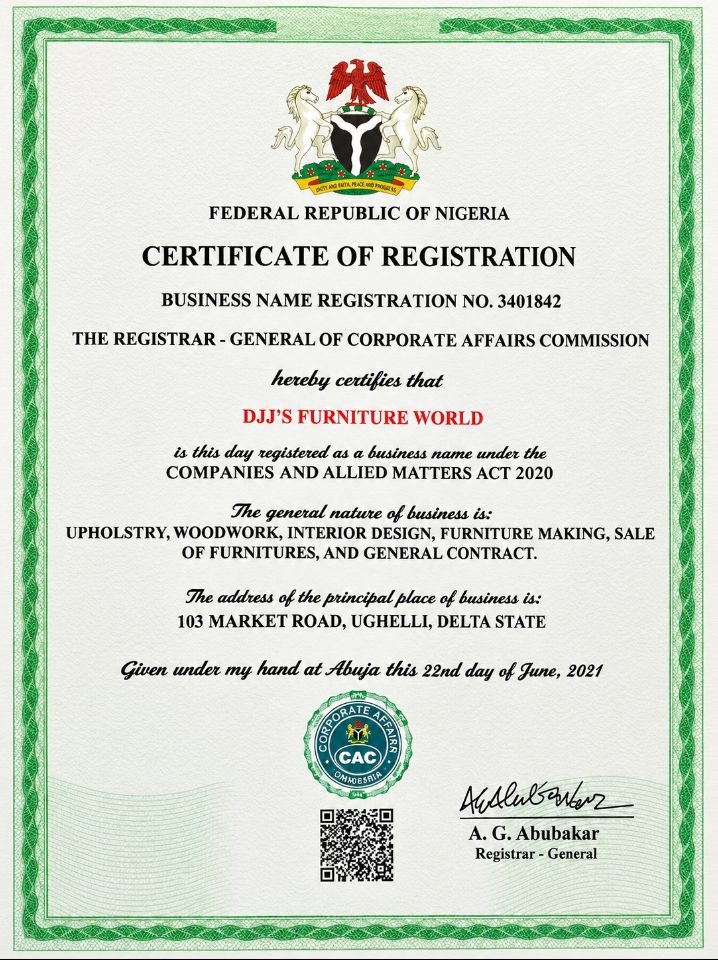 UNITY AND FAITH, PEACE AND PROGRESS
FEDERAL REPUBLIC OF NIGERIA
CERTIFICATE OF REGISTRATION
BUSINESS NAME REGISTRATION NO. 3401842
THE REGISTRAR - GENERAL OF CORPORATE AFFAIRS COMMISSION
hereby certifies that
DJJ'S FURNITURE WORLD
is this day registered as a business name under the
COMPANIES AND ALLIED MATTERS ACT 2020
The general nature of business is:
UPHOLSTRY, WOODWORK, INTERIOR DESIGN, FURNITURE MAKING, SALE
OF FURNITURES, AND GENERAL CONTRACT.
The address of the principal place of business is:
103 MARKET ROAD, UGHELLI, DELTA STATE
Given under my hand at Abuja this 22nd day of June, 2021
CORPORATE AFFAIRS
CAC
A. G. Abubakar
Registrar - General